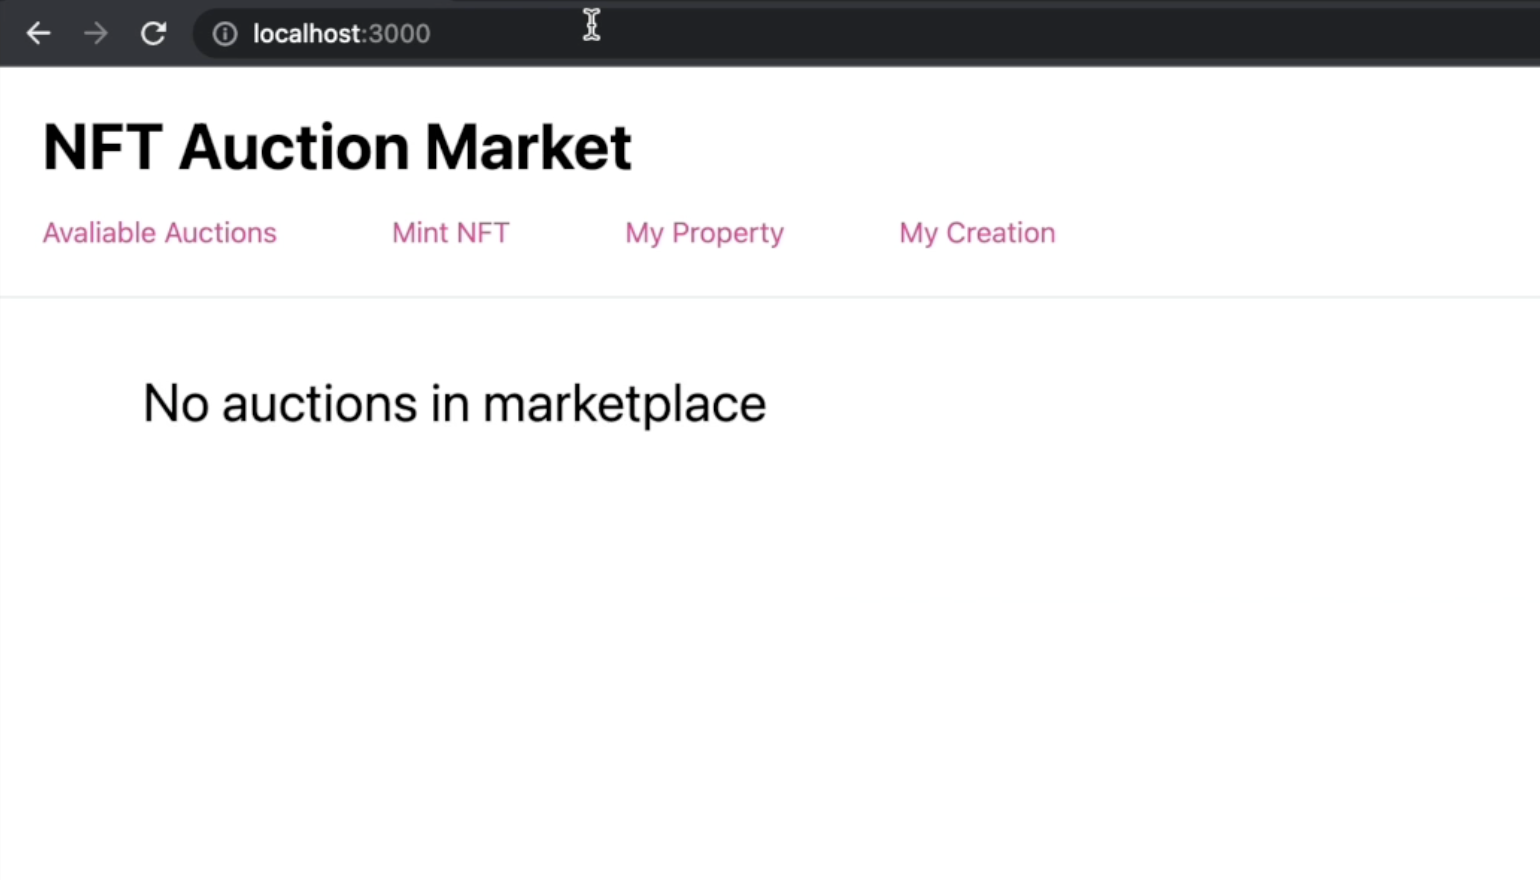 localhost:3000
NFT Auction Market
Avaliable Auctions Mint NFT My Property My Creation
No auctions in marketplace